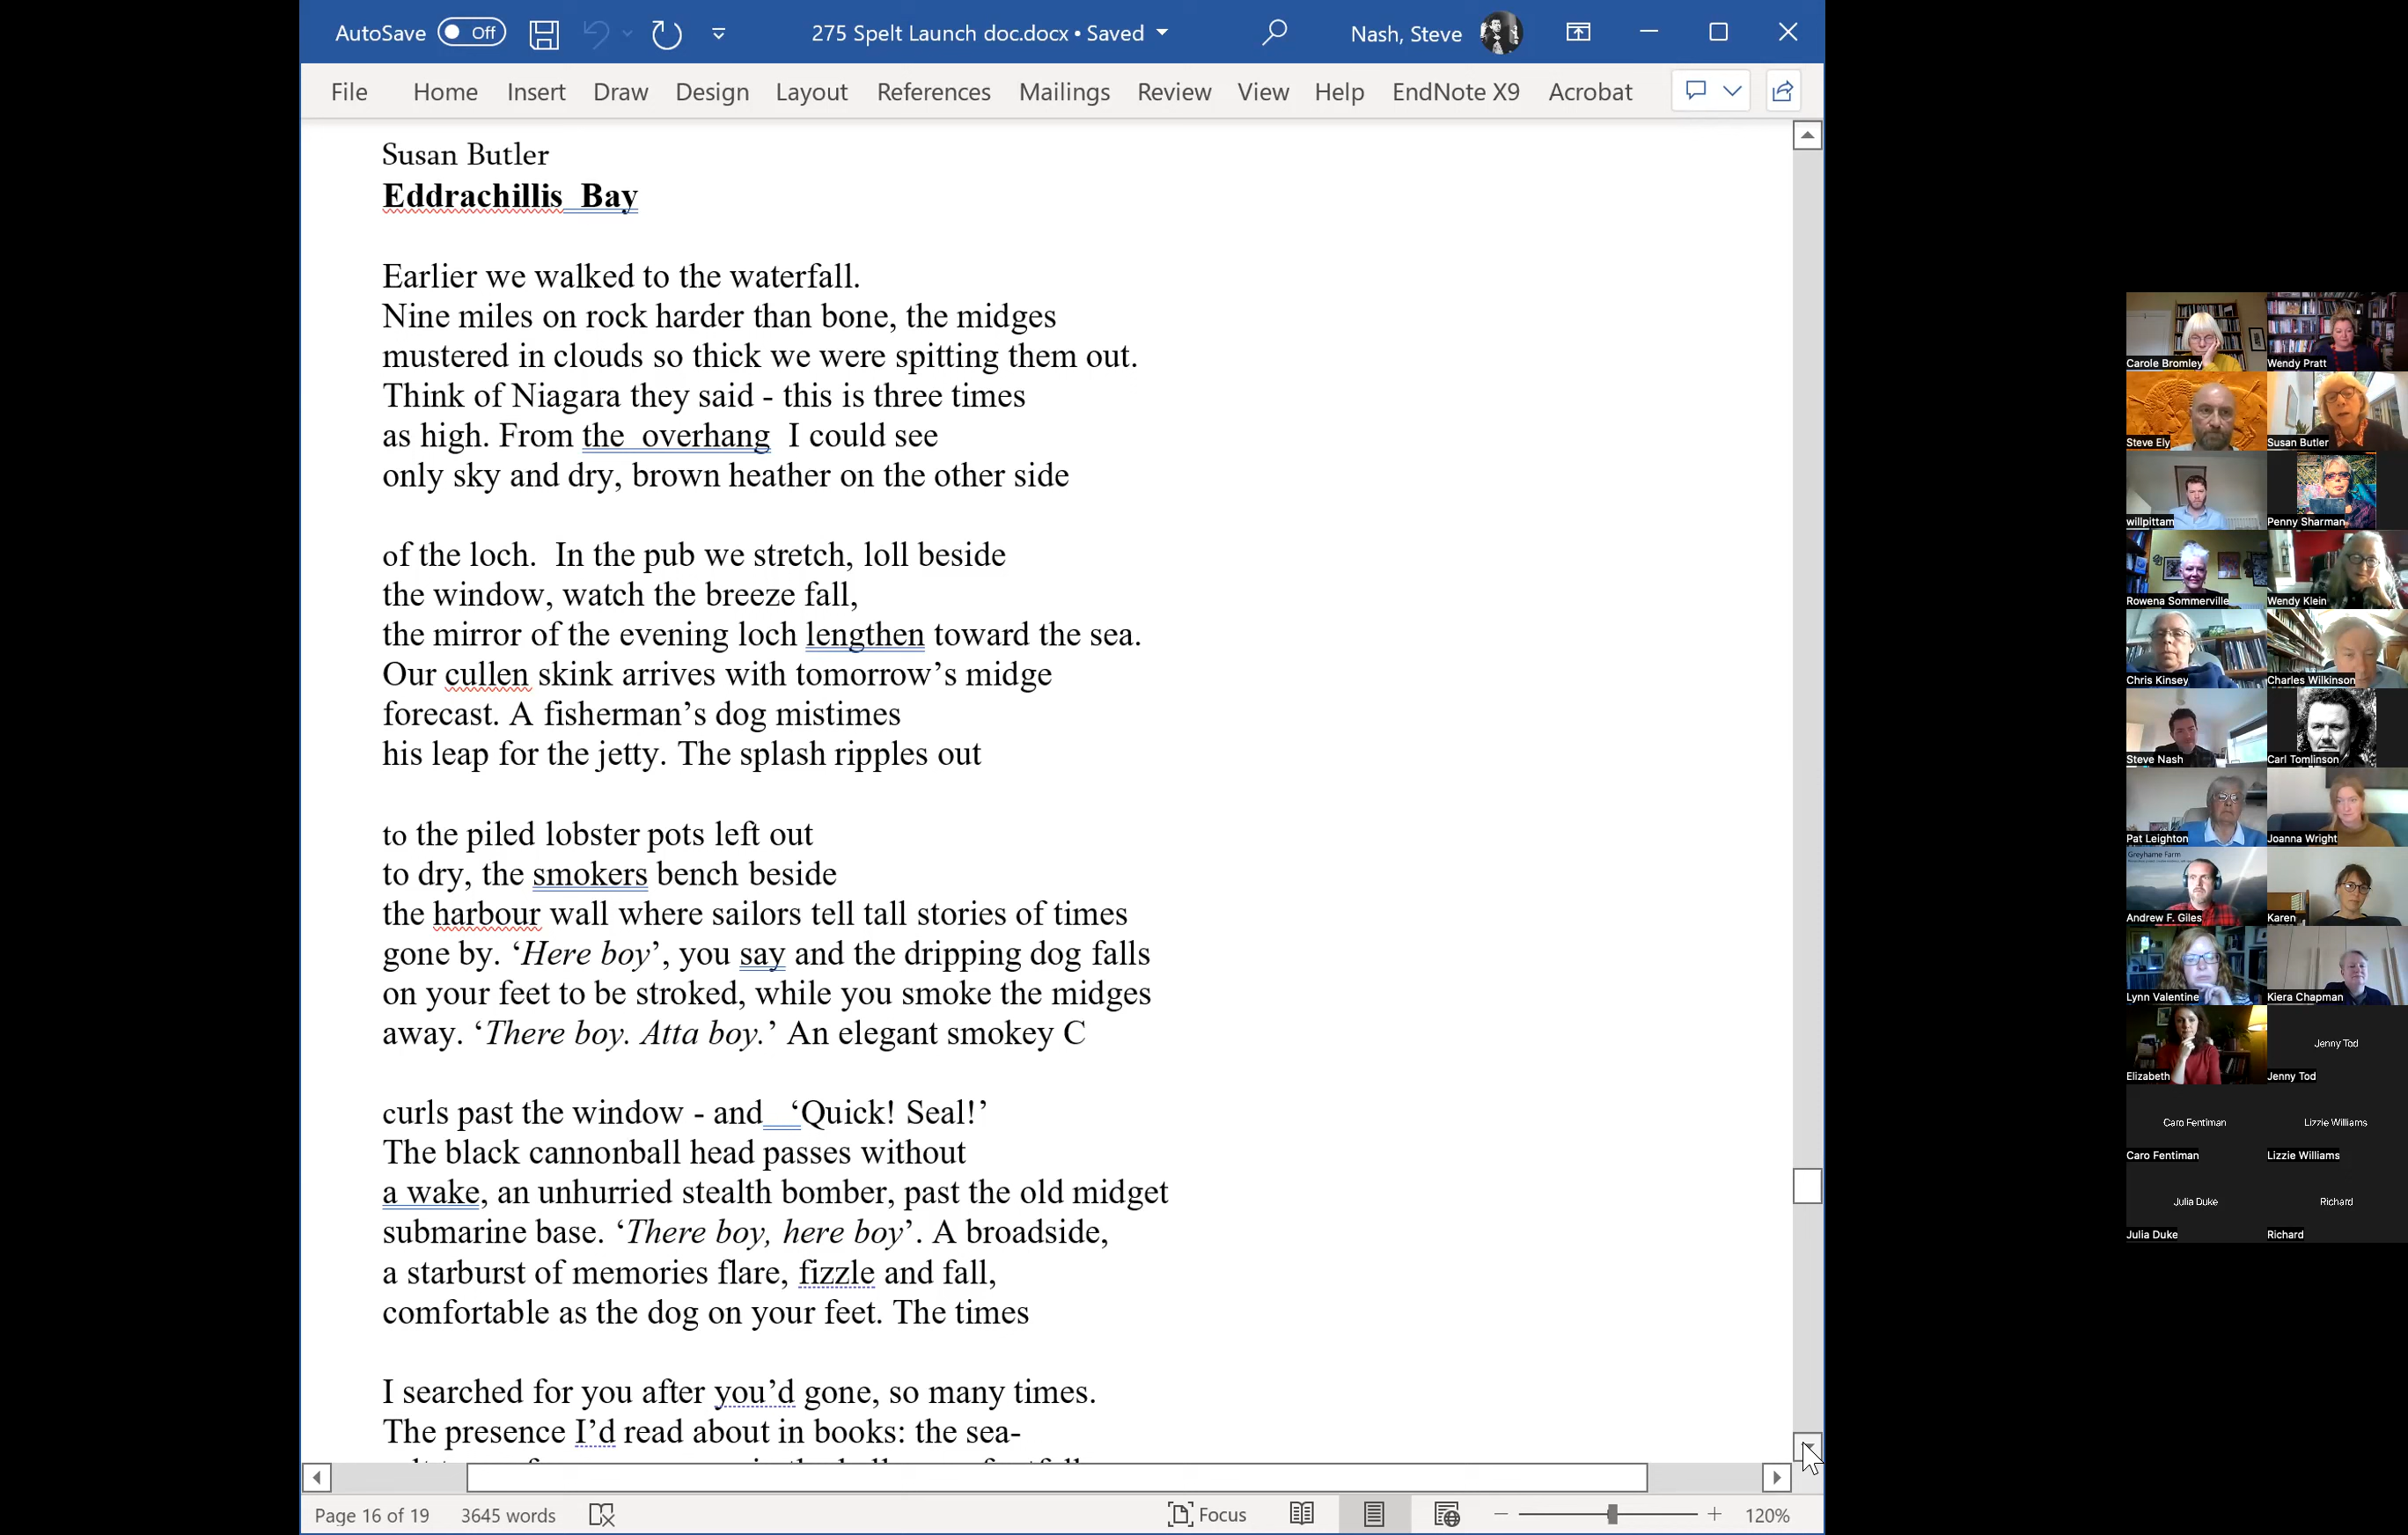 AutoSave Off 275 Spelt Launch doc.docx • Saved Nash, Steve
File Home Insert Draw Design Layout References Mailings Review View Help EndNote X9 Acrobat
Susan Butler
Eddrachillis  Bay
Earlier we walked to the waterfall.
Nine miles on rock harder than bone, the midges
mustered in clouds so thick we were spitting them out.
Think of Niagara they said - this is three times
as high. From the  overhang  I could see
only sky and dry, brown heather on the other side
of the loch.  In the pub we stretch, loll beside
the window, watch the breeze fall,
the mirror of the evening loch lengthen toward the sea.
Our cullen skink arrives with tomorrow’s midge
forecast. A fisherman’s dog mistimes
his leap for the jetty. The splash ripples out
to the piled lobster pots left out
to dry, the smokers bench beside
the harbour wall where sailors tell tall stories of times
gone by. ‘Here boy’, you say and the dripping dog falls
on your feet to be stroked, while you smoke the midges
away. ‘There boy. Atta boy.’ An elegant smokey C
curls past the window - and  ‘Quick! Seal!’
The black cannonball head passes without
a wake, an unhurried stealth bomber, past the old midget
submarine base. ‘There boy, here boy’. A broadside,
a starburst of memories flare, fizzle and fall,
comfortable as the dog on your feet. The times
I searched for you after you’d gone, so many times.
The presence I’d read about in books: the sea-
Page 16 of 19 3645 words Focus 120%
Carole Bromley Wendy Pratt
Steve Ely Susan Butler
willpittam Penny Sharman
Rowena Sommerville Wendy Klein
Chris Kinsey Charles Wilkinson
Steve Nash Carl Tomlinson
Pat Leighton Joanna Wright
Greyhame Farm
Andrew F. Giles Karen
Lynn Valentine Kiera Chapman
Jenny Tod
Elizabeth Jenny Tod
Caro Fentiman Lizzie Williams
Caro Fentiman Lizzie Williams
Julia Duke Richard
Julia Duke Richard